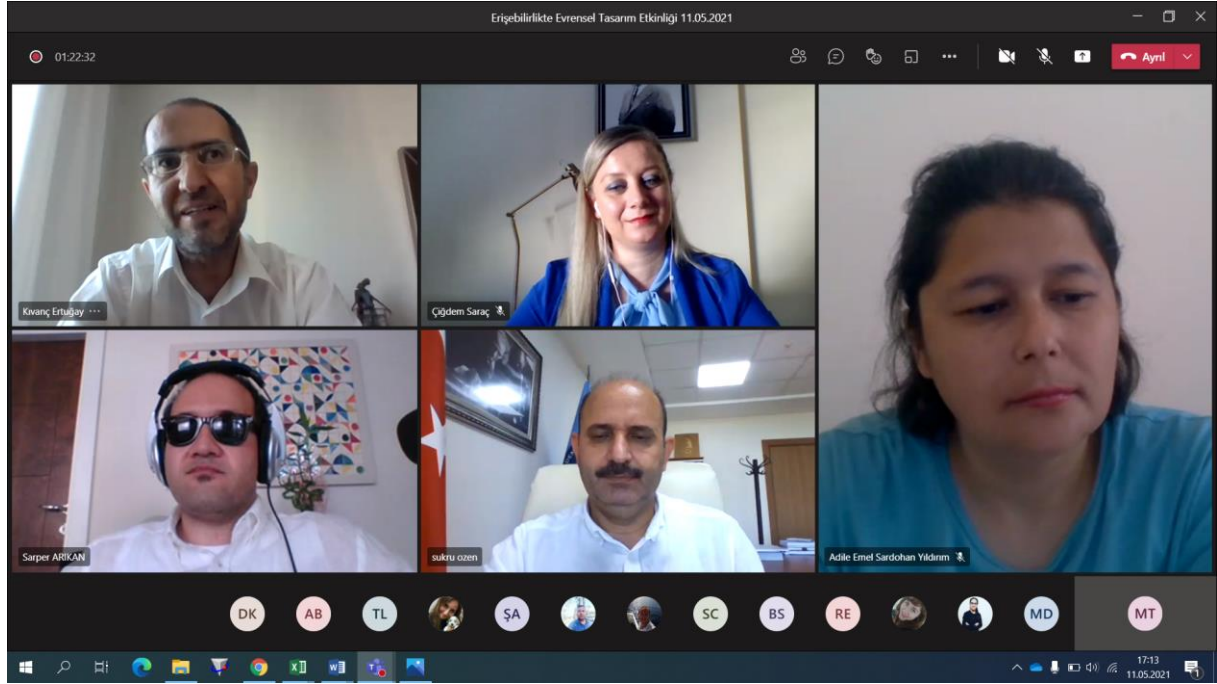 Erişebilirlikte Evrensel Tasarım Etkinliği 11.05.2021
01:22:32
Ayrıl
Kıvanç Ertuğay
Çiğdem Saraç
Sarper ARIKAN
sukru ozen
Adile Emel Sardohan Yıldırım
DK AB TL ŞA SC BS RE MD MT
17:13
11.05.2021
1